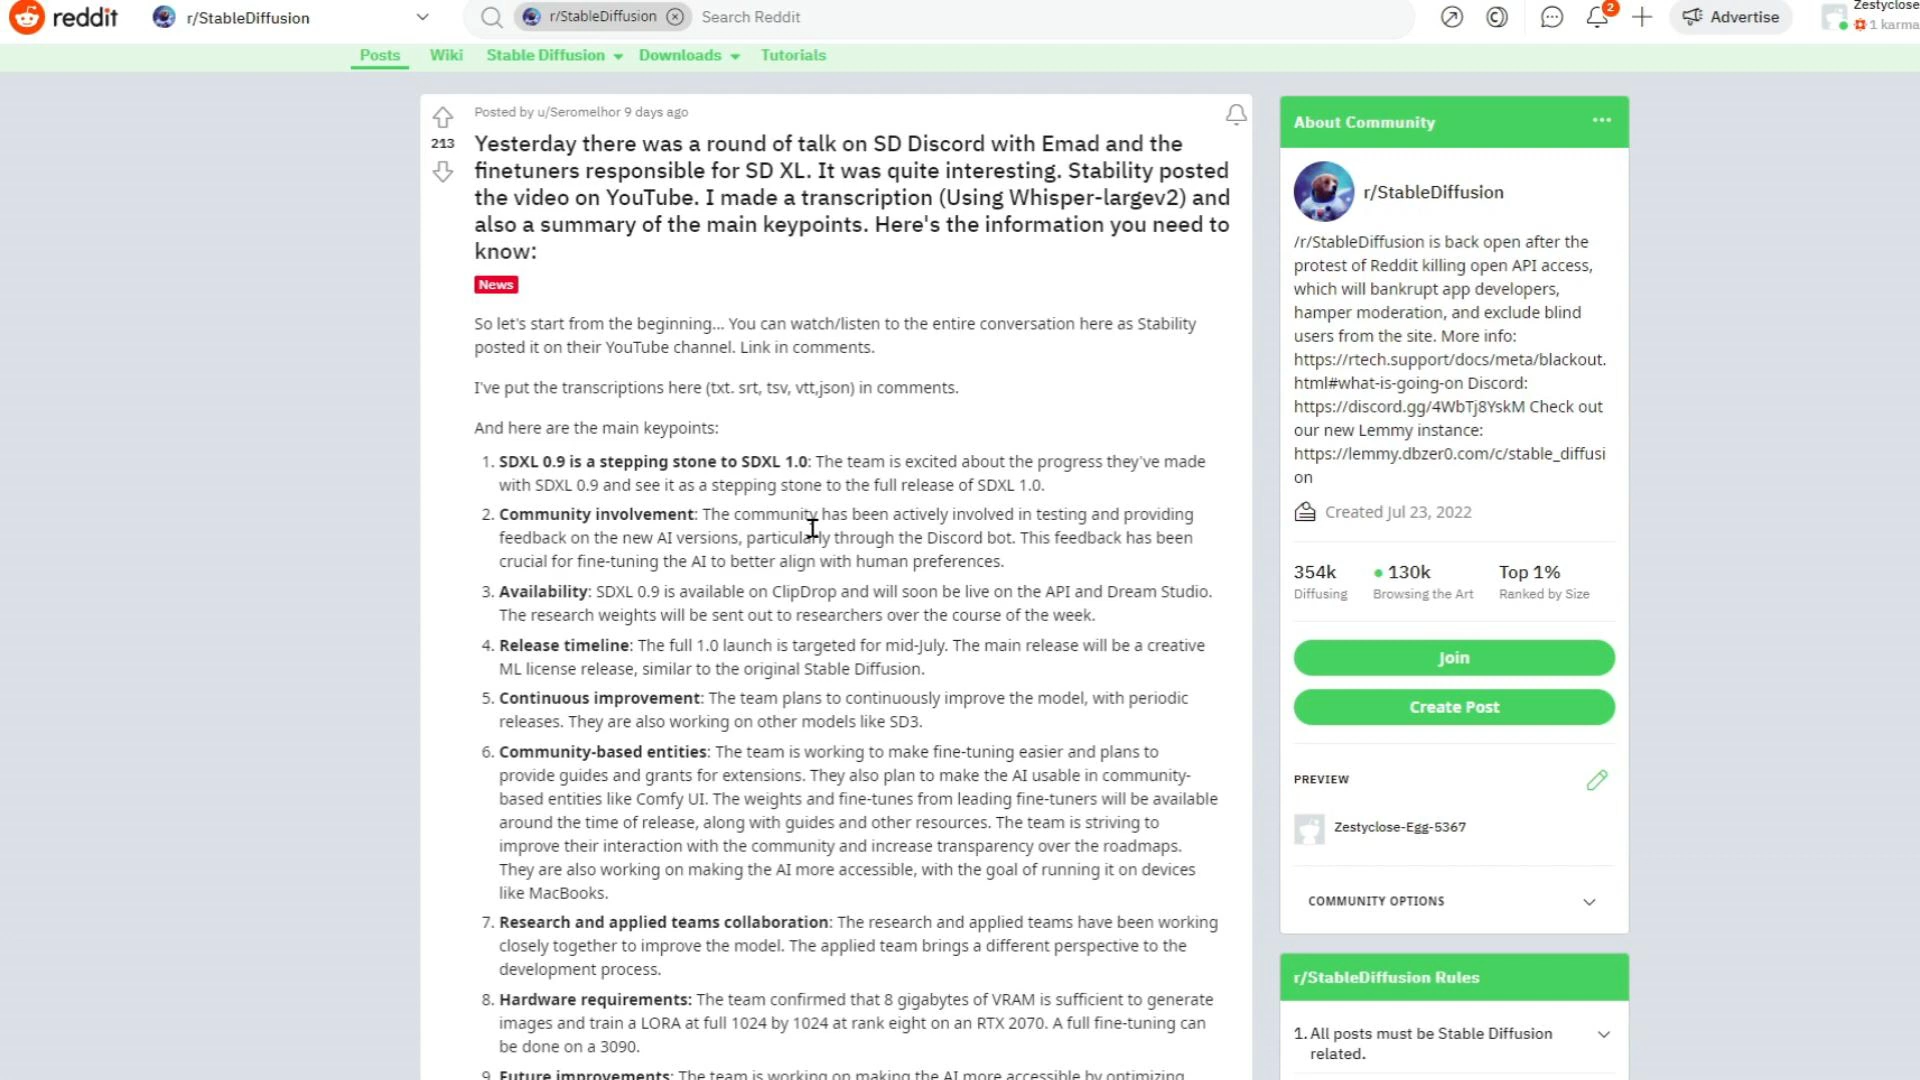 reddit
r/StableDiffusion
r/StableDiffusion
Search Reddit
2
Advertise
Zestyclose
1 karma
Posts
Wiki
Stable Diffusion
Downloads
Tutorials
Posted by u/Seromelhor 9 days ago
213
Yesterday there was a round of talk on SD Discord with Emad and the
finetuners responsible for SD XL. It was quite interesting. Stability posted
the video on YouTube. I made a transcription (Using Whisper-largev2) and
also a summary of the main keypoints. Here's the information you need to
know:
News
So let's start from the beginning... You can watch/listen to the entire conversation here as Stability
posted it on their YouTube channel. Link in comments.
I've put the transcriptions here (txt. srt, tsv, vtt,json) in comments.
And here are the main keypoints:
1. SDXL 0.9 is a stepping stone to SDXL 1.0: The team is excited about the progress they've made
with SDXL 0.9 and see it as a stepping stone to the full release of SDXL 1.0.
2. Community involvement: The community has been actively involved in testing and providing
feedback on the new AI versions, particularly through the Discord bot. This feedback has been
crucial for fine-tuning the AI to better align with human preferences.
3. Availability: SDXL 0.9 is available on ClipDrop and will soon be live on the API and Dream Studio.
The research weights will be sent out to researchers over the course of the week.
4. Release timeline: The full 1.0 launch is targeted for mid-July. The main release will be a creative
ML license release, similar to the original Stable Diffusion.
5. Continuous improvement: The team plans to continuously improve the model, with periodic
releases. They are also working on other models like SD3.
6. Community-based entities: The team is working to make fine-tuning easier and plans to
provide guides and grants for extensions. They also plan to make the AI usable in community-
based entities like Comfy UI. The weights and fine-tunes from leading fine-tuners will be available
around the time of release, along with guides and other resources. The team is striving to
improve their interaction with the community and increase transparency over the roadmaps.
They are also working on making the AI more accessible, with the goal of running it on devices
like MacBooks.
7. Research and applied teams collaboration: The research and applied teams have been working
closely together to improve the model. The applied team brings a different perspective to the
development process.
8. Hardware requirements: The team confirmed that 8 gigabytes of VRAM is sufficient to generate
images and train a LORA at full 1024 by 1024 at rank eight on an RTX 2070. A full fine-tuning can
be done on a 3090.
9. Future improvements: The team is working on making the AI more accessible by optimizing
About Community
r/StableDiffusion
/r/StableDiffusion is back open after the
protest of Reddit killing open API access,
which will bankrupt app developers,
hamper moderation, and exclude blind
users from the site. More info:
https://rtech.support/docs/meta/blackout.
html#what-is-going-on Discord:
https://discord.gg/4WbTj8YskM Check out
our new Lemmy instance:
https://lemmy.dbzer0.com/c/stable_diffusi
on
Created Jul 23, 2022
354k
130k
Top 1%
Diffusing
Browsing the Art
Ranked by Size
Join
Create Post
PREVIEW
Zestyclose-Egg-5367
COMMUNITY OPTIONS
r/StableDiffusion Rules
1. All posts must be Stable Diffusion
related.